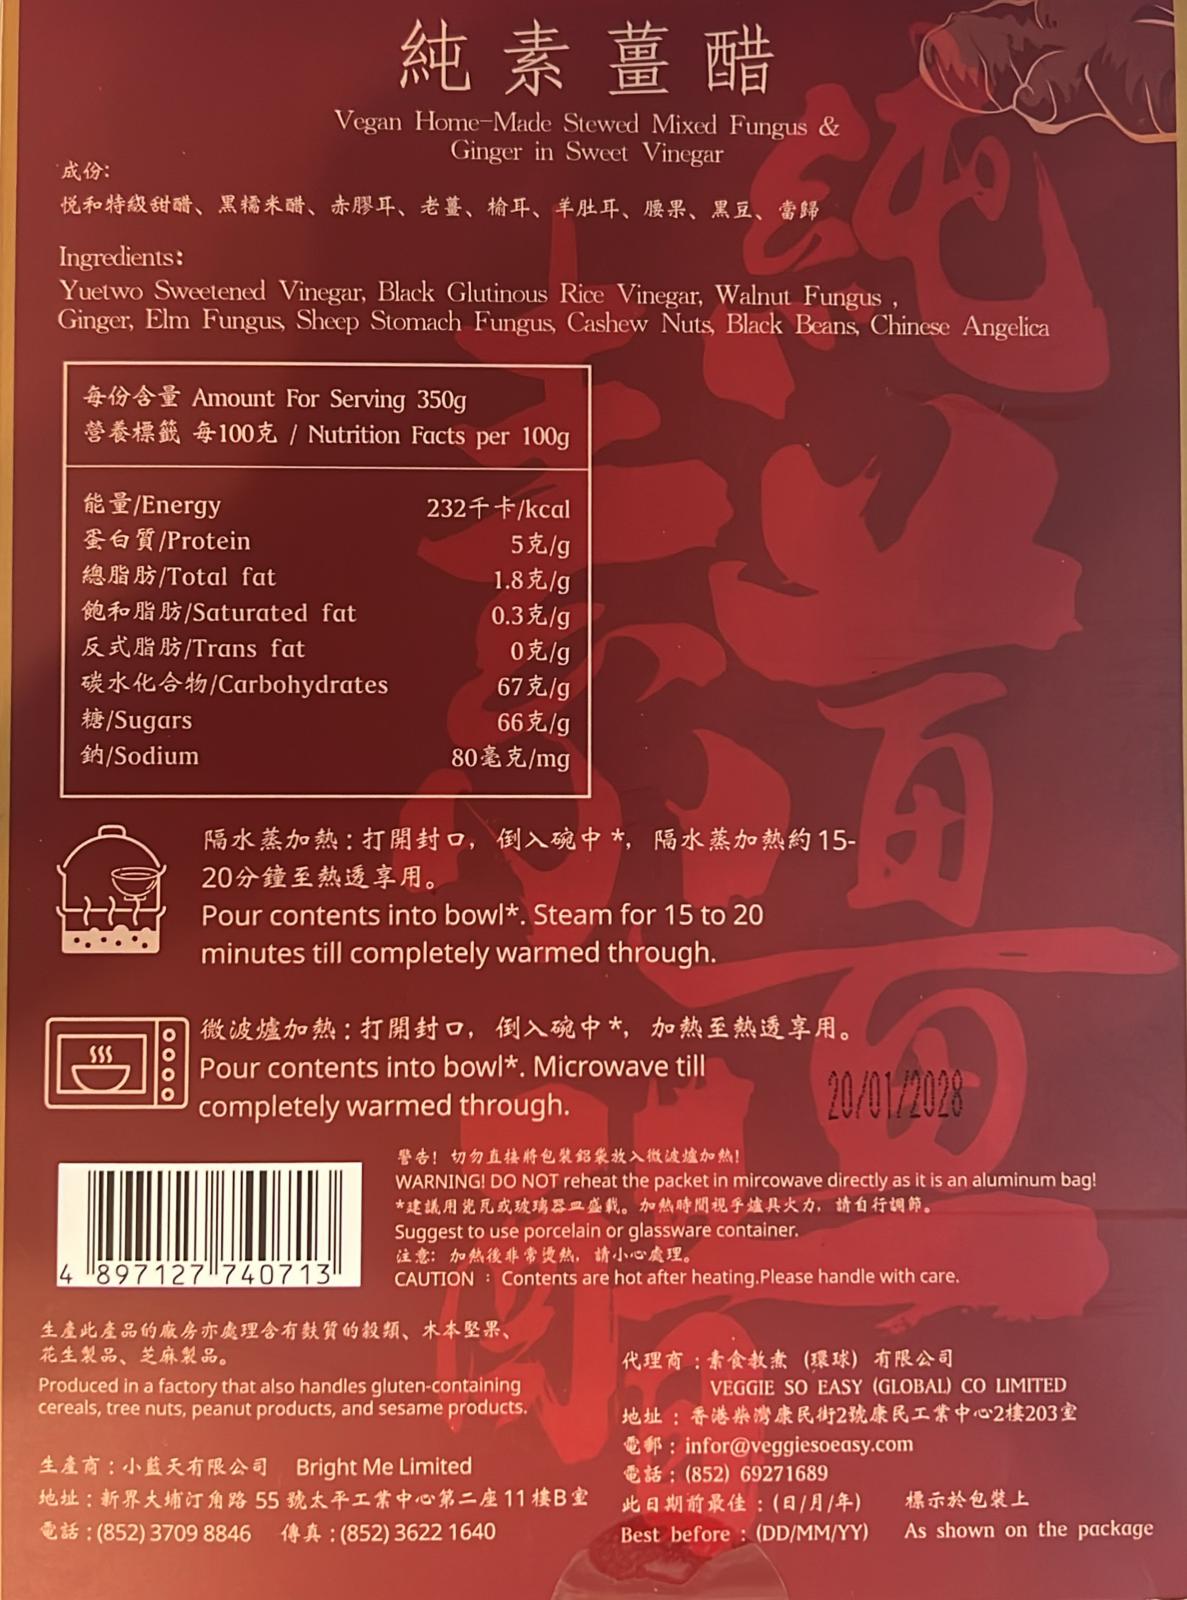 純素薑醋
Vegan Home-Made Stewed Mixed Fungus &
Ginger in Sweet Vinegar
成份:
悦和特級甜醋、黑糯米醋、赤膠耳、老薑、榆耳、羊肚耳、腰果、黑豆、當歸
Ingredients:
Yuetwo Sweetened Vinegar, Black Glutinous Rice Vinegar, Walnut Fungus ,
Ginger, Elm Fungus, Sheep Stomach Fungus, Cashew Nuts, Black Beans, Chinese Angelica
每份含量 Amount For Serving 350g
營養標籤 每100克 / Nutrition Facts per 100g
能量/Energy 232千卡/kcal
蛋白質/Protein 5克/g
總脂肪/Total fat 1.8克/g
飽和脂肪/Saturated fat 0.3克/g
反式脂肪/Trans fat 0克/g
碳水化合物/Carbohydrates 67克/g
糖/Sugars 66克/g
鈉/Sodium 80毫克/mg
隔水蒸加熱:打開封口, 倒入碗中*, 隔水蒸加熱約15-
20分鐘至熱透享用。
Pour contents into bowl*. Steam for 15 to 20
minutes till completely warmed through.
微波爐加熱:打開封口, 倒入碗中*, 加熱至熱透享用。
Pour contents into bowl*. Microwave till
completely warmed through.
20/01/2028
警告! 切勿直接將包裝鋁袋放入微波爐加熱!
WARNING! DO NOT reheat the packet in mircowave directly as it is an aluminum bag!
*建議用瓷瓦或玻璃器皿盛載。加熱時間視乎爐具火力, 請自行調節。
Suggest to use porcelain or glassware container.
注意: 加熱後非常燙熱, 請小心處理。
CAUTION : Contents are hot after heating.Please handle with care.
4 897127 740713
生產此產品的廠房亦處理含有麩質的穀類、木本堅果、
花生製品、芝麻製品。
Produced in a factory that also handles gluten-containing
cereals, tree nuts, peanut products, and sesame products.
生產商:小藍天有限公司 Bright Me Limited
地址:新界大埔汀角路 55 號太平工業中心第二座 11 樓B室
電話:(852) 3709 8846 傳真:(852) 3622 1640
代理商:素食教煮 (環球) 有限公司
VEGGIE SO EASY (GLOBAL) CO LIMITED
地址:香港柴灣康民街2號康民工業中心2樓203室
電郵:infor@veggiesoeasy.com
電話:(852) 69271689
此日期前最佳:(日/月/年) 標示於包裝上
Best before : (DD/MM/YY) As shown on the package